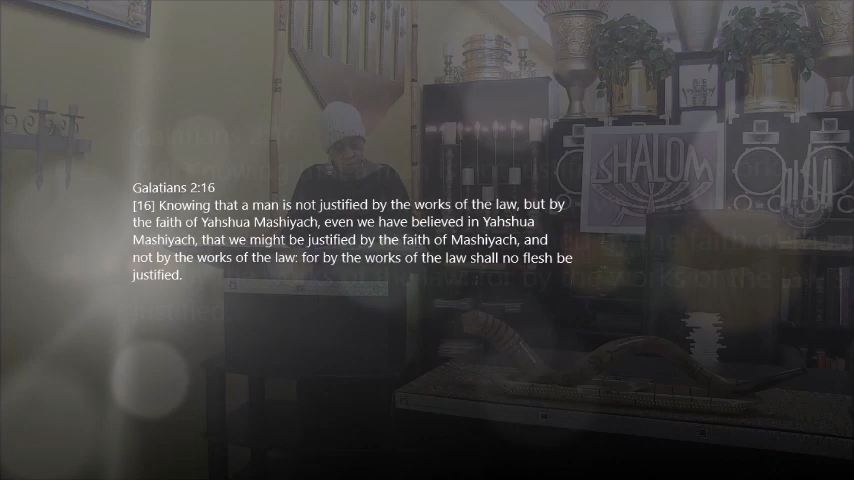 SHALOM
Galatians 2:16
[16] Knowing that a man is not justified by the works of the law, but by
the faith of Yahshua Mashiyach, even we have believed in Yahshua
Mashiyach, that we might be justified by the faith of Mashiyach, and
not by the works of the law: for by the works of the law shall no flesh be
justified.